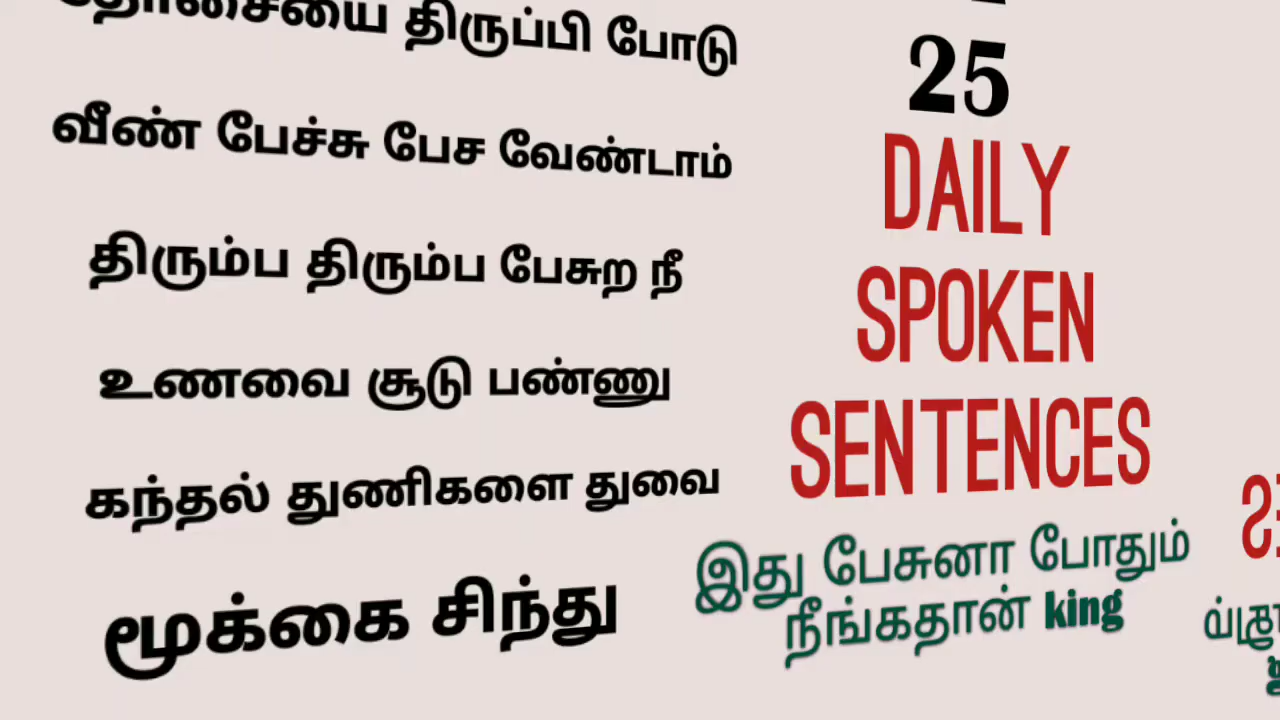 தோசையை திருப்பி போடு
வீண் பேச்சு பேச வேண்டாம்
திரும்ப திரும்ப பேசுற நீ
உணவை சூடு பண்ணு
கந்தல் துணிகளை துவை
மூக்கை சிந்து
25
DAILY
SPOKEN
SENTENCES
இது பேசுனா போதும்
நீங்கதான் king